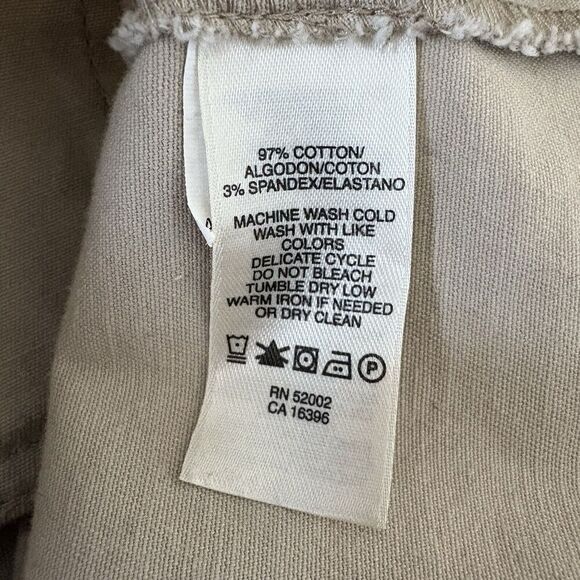 97% COTTON/
ALGODON/COTON
3% SPANDEX/ELASTANO
MACHINE WASH COLD
WASH WITH LIKE
COLORS
DELICATE CYCLE
DO NOT BLEACH
TUMBLE DRY LOW
WARM IRON IF NEEDED
OR DRY CLEAN
P
RN 52002
CA 16396